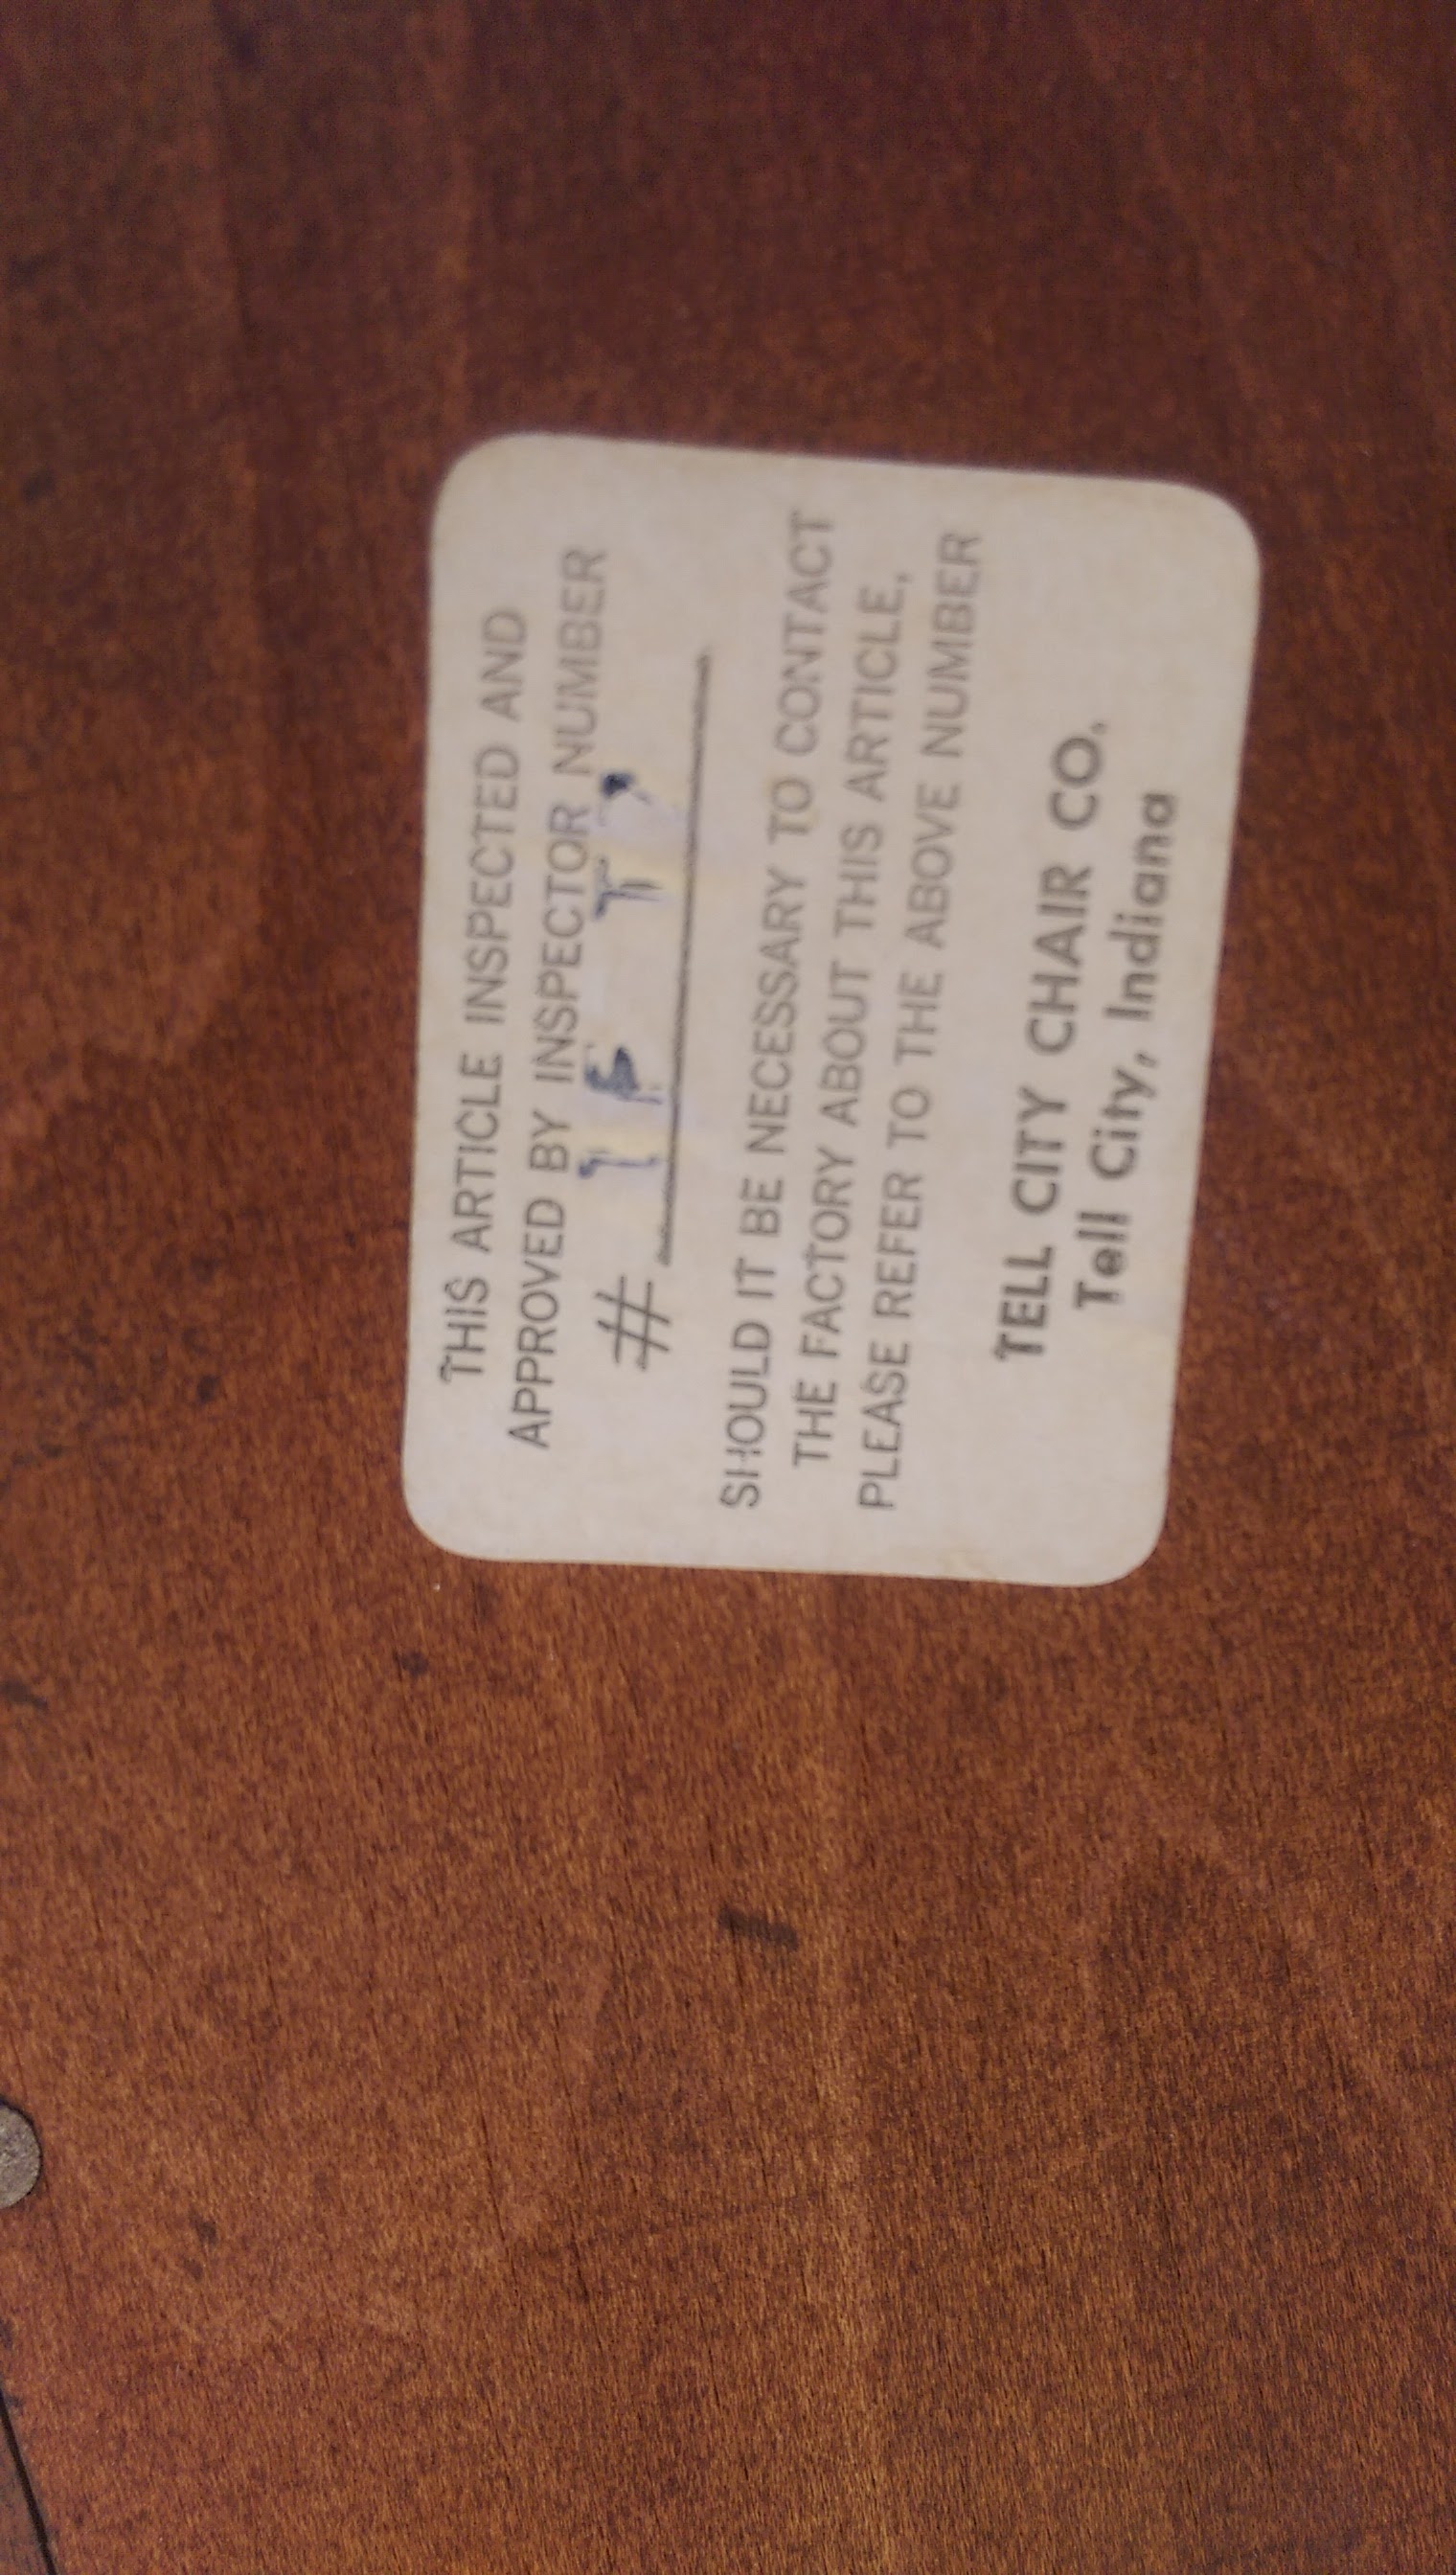 THIS ARTICLE INSPECTED AND
APPROVED BY INSPECTOR NUMBER
#
SHOULD IT BE NECESSARY TO CONTACT
THE FACTORY ABOUT THIS ARTICLE,
PLEASE REFER TO THE ABOVE NUMBER
TELL CITY CHAIR CO.
Tell City, Indiana